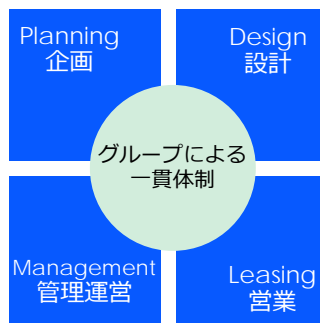 Planning
企画
Design
設計
グループによる
一貫体制
Management
管理運営
Leasing
営業